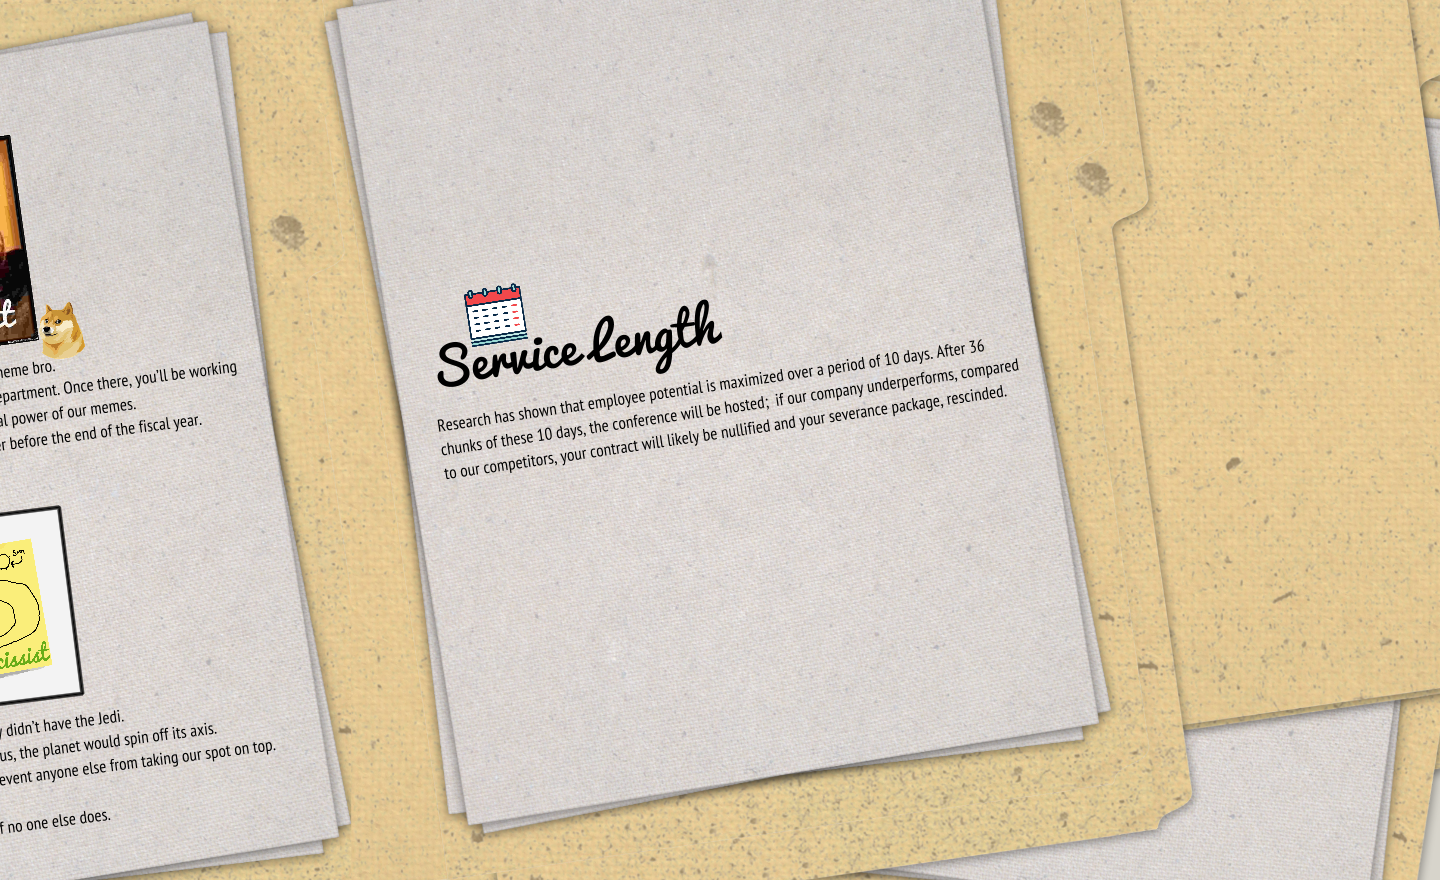 t
neme bro.
epartment. Once there, you'll be working
al power of our memes.
er before the end of the fiscal year.
Sun
cissist
y didn't have the Jedi.
us, the planet would spin off its axis.
event anyone else from taking our spot on top.
f no one else does.
Service Length
Research has shown that employee potential is maximized over a period of 10 days. After 36
chunks of these 10 days, the conference will be hosted; if our company underperforms, compared
to our competitors, your contract will likely be nullified and your severance package, rescinded.